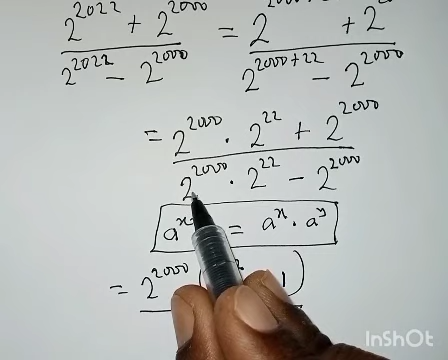 2^2022 + 2^2000 / 2^2022 − 2^2000 = 2 + 2 / 2^2000+22 − 2^2000
= 2^2000 · 2^22 + 2^2000 / 2^2000 · 2^22 − 2^2000
a^x = a^x · a^y
= 2^2000 ( 1 )
InShOt